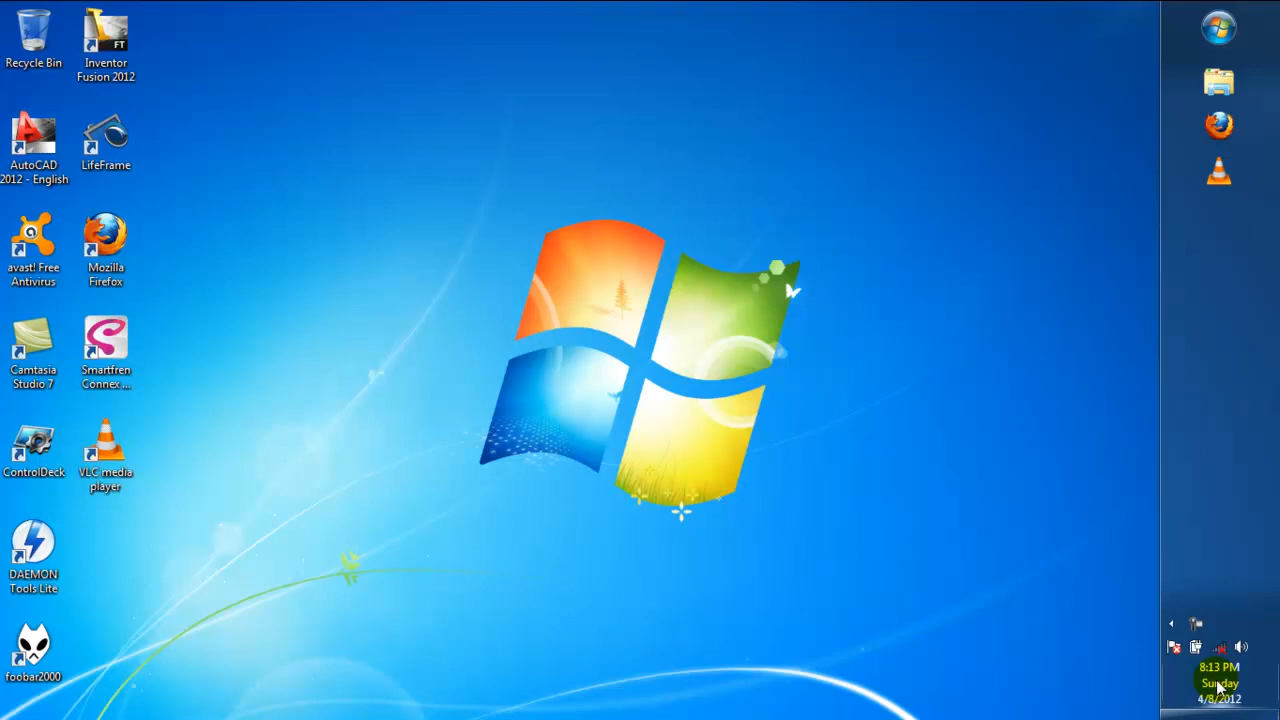 Recycle Bin
Inventor
Fusion 2012
FT
AutoCAD
2012 - English
LifeFrame
avast! Free
Antivirus
Mozilla
Firefox
Camtasia
Studio 7
Smartfren
Connex ...
ControlDeck
VLC media
player
DAEMON
Tools Lite
foobar2000
8:13 PM
Sunday
4/8/2012